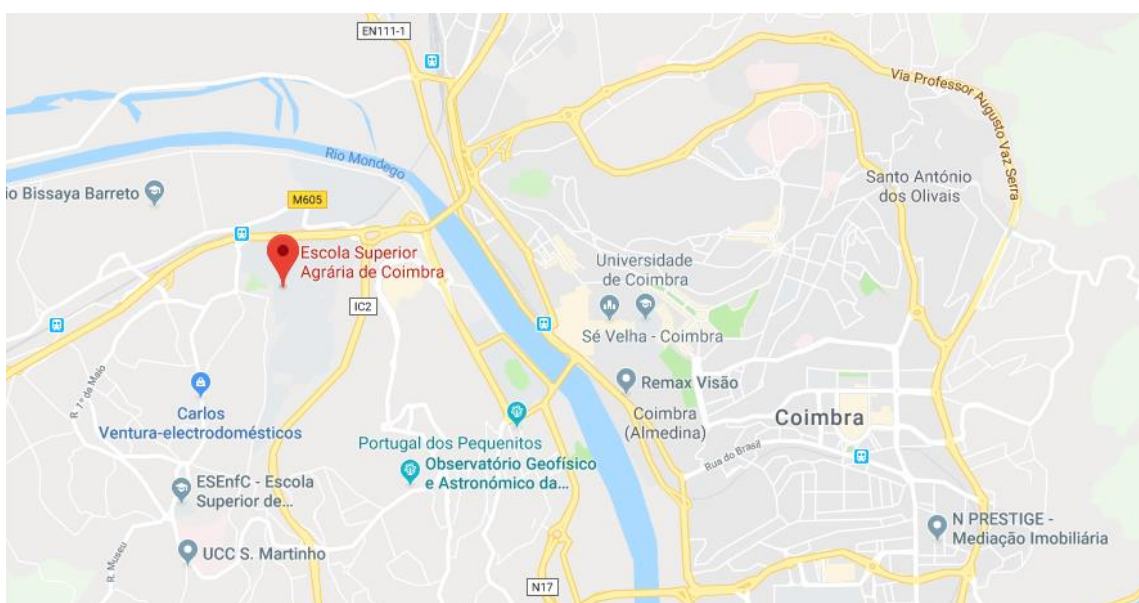 EN111-1
Via Professor Augusto Vaz Serra
Rio Mondego
Santo António
dos Olivais
io Bissaya Barreto
M605
Escola Superior
Agrária de Coimbra
Universidade
de Coimbra
IC2
Sé Velha - Coimbra
R. 1º de Maio
Remax Visão
Carlos
Ventura-electrodomésticos
Coimbra
(Almedina)
Coimbra
Portugal dos Pequenitos
Rua do Brasil
Observatório Geofísico
e Astronómico da...
ESEnfC - Escola
Superior de...
N PRESTIGE -
Mediação Imobiliária
UCC S. Martinho
R. Museu
N17